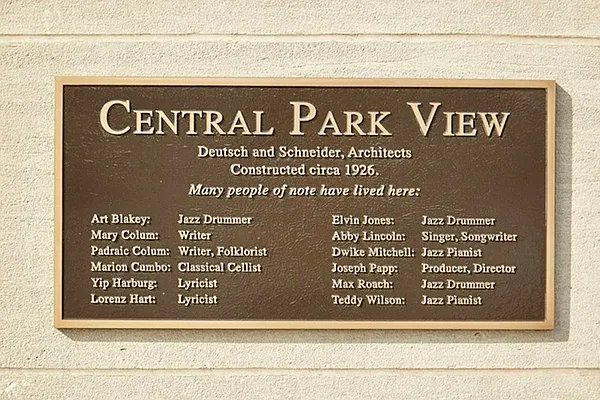 CENTRAL PARK VIEW
Deutsch and Schneider, Architects
Constructed circa 1926.
Many people of note have lived here:
Art Blakey: Jazz Drummer
Mary Colum: Writer
Padraic Colum: Writer, Folklorist
Marion Cumbo: Classical Cellist
Yip Harburg: Lyricist
Lorenz Hart: Lyricist
Elvin Jones: Jazz Drummer
Abby Lincoln: Singer, Songwriter
Dwike Mitchell: Jazz Pianist
Joseph Papp: Producer, Director
Max Roach: Jazz Drummer
Teddy Wilson: Jazz Pianist